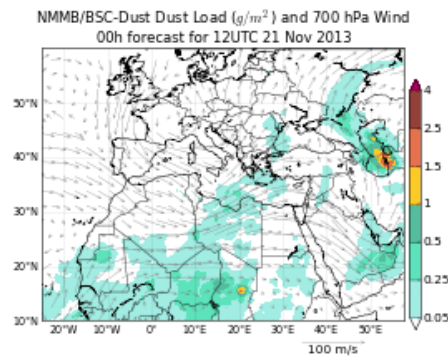 NMMB/BSC-Dust Dust Load (g/m²) and 700 hPa Wind
00h forecast for 12UTC 21 Nov 2013
50°N
40°N
30°N
20°N
10°N
20°W 10°W 0° 10°E 20°E 30°E 40°E 50°E
4
2.5
1.5
1
0.5
0.25
0.05
100 m/s